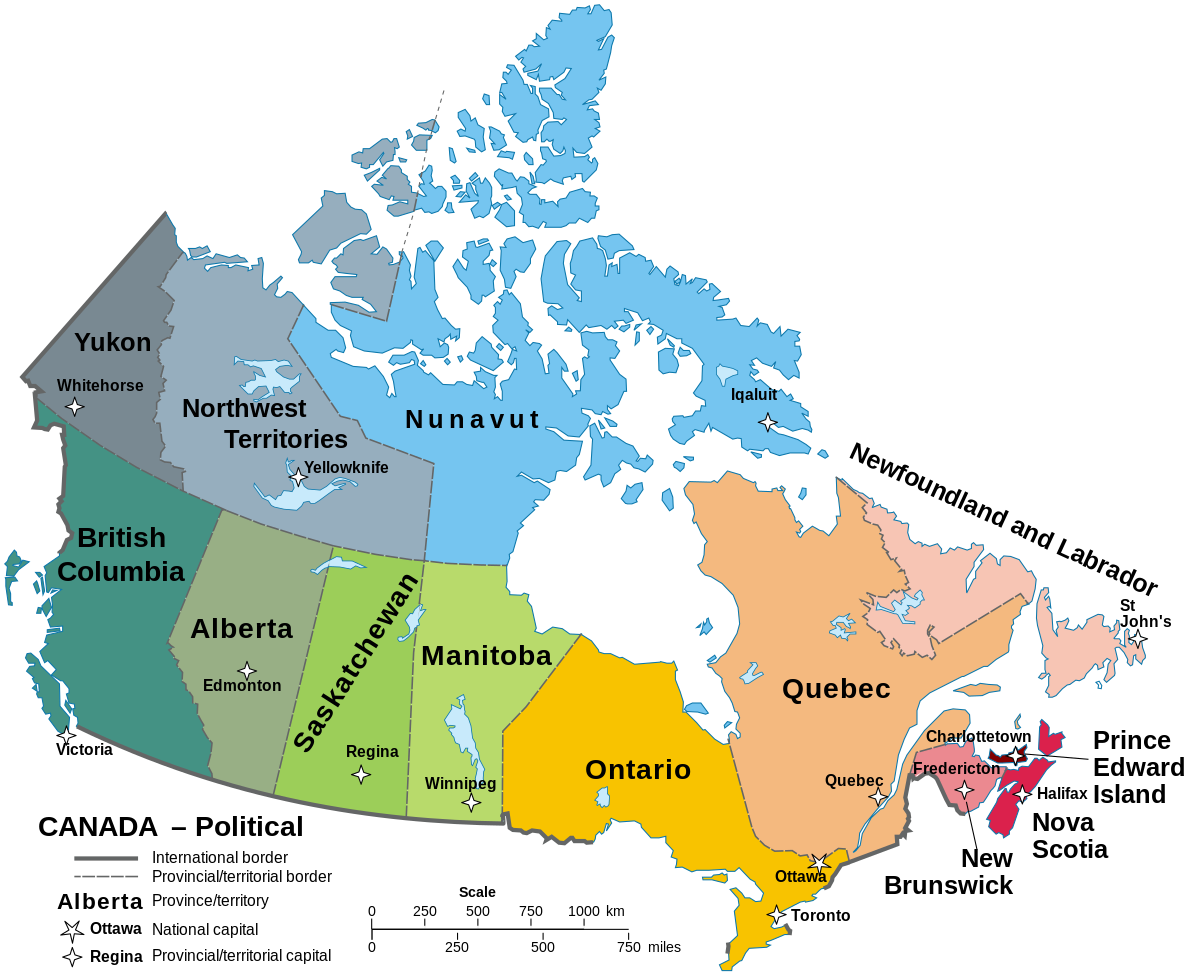 Yukon
Whitehorse
Northwest
Territories
Yellowknife
Nunavut
Iqaluit
Newfoundland and Labrador
St
John's
British
Columbia
Victoria
Alberta
Edmonton
Saskatchewan
Regina
Manitoba
Winnipeg
Ontario
Ottawa
Toronto
Quebec
Quebec
Charlottetown
Prince
Edward
Island
Fredericton
Halifax
Nova
Scotia
New
Brunswick
CANADA – Political
International border
Provincial/territorial border
Alberta Province/territory
Ottawa National capital
Regina Provincial/territorial capital
Scale
0 250 500 750 1000 km
0 250 500 750 miles